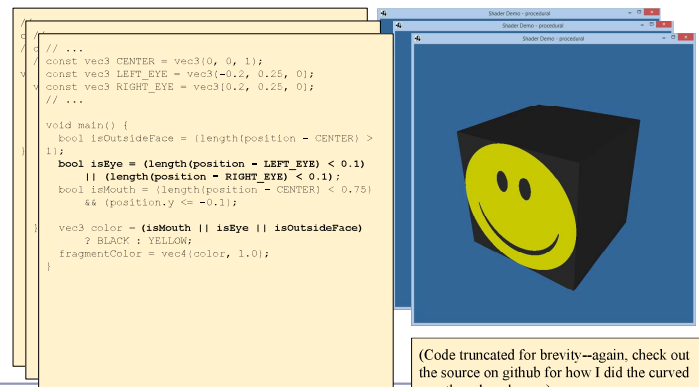 Shader Demo - procedural
Shader Demo - procedural
Shader Demo - procedural
// ...
const vec3 CENTER = vec3(0, 0, 1);
const vec3 LEFT_EYE = vec3(-0.2, 0.25, 0);
const vec3 RIGHT_EYE = vec3(0.2, 0.25, 0);
// ...
void main() {
bool isOutsideFace = (length(position - CENTER) >
1);
bool isEye = (length(position - LEFT_EYE) < 0.1)
|| (length(position - RIGHT_EYE) < 0.1);
bool isMouth = (length(position - CENTER) < 0.75)
&& (position.y <= -0.1);
vec3 color = (isMouth || isEye || isOutsideFace)
? BLACK : YELLOW;
fragmentColor = vec4(color, 1.0);
}
(Code truncated for brevity--again, check out
the source on github for how I did the curved